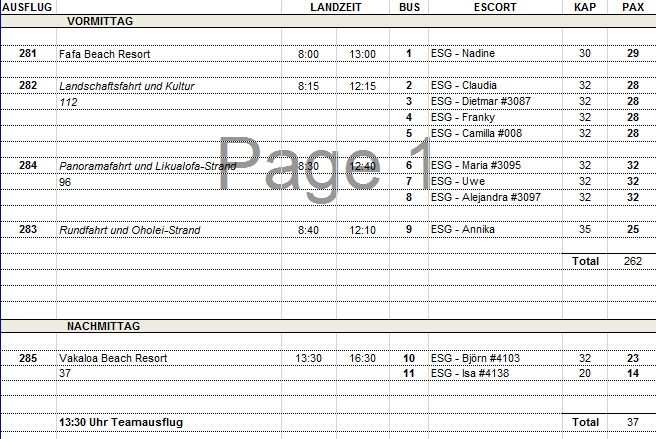 AUSFLUG LANDZEIT BUS ESCORT KAP PAX
VORMITTAG
281 Fafa Beach Resort 8:00 13:00 1 ESG - Nadine 30 29
282 Landschaftsfahrt und Kultur 8:15 12:15 2 ESG - Claudia 32 28
112 3 ESG - Dietmar #3087 32 28
4 ESG - Franky 32 28
5 ESG - Camilla #008 32 28
284 Panoramafahrt und Likualofa-Strand 8:30 12:40 6 ESG - Maria #3095 32 32
96 7 ESG - Uwe 32 32
8 ESG - Alejandra #3097 32 32
283 Rundfahrt und Oholei-Strand 8:40 12:10 9 ESG - Annika 35 25
Total 262
NACHMITTAG
285 Vakaloa Beach Resort 13:30 16:30 10 ESG - Björn #4103 32 23
37 11 ESG - Isa #4138 20 14
13:30 Uhr Teamausflug Total 37
Page 1